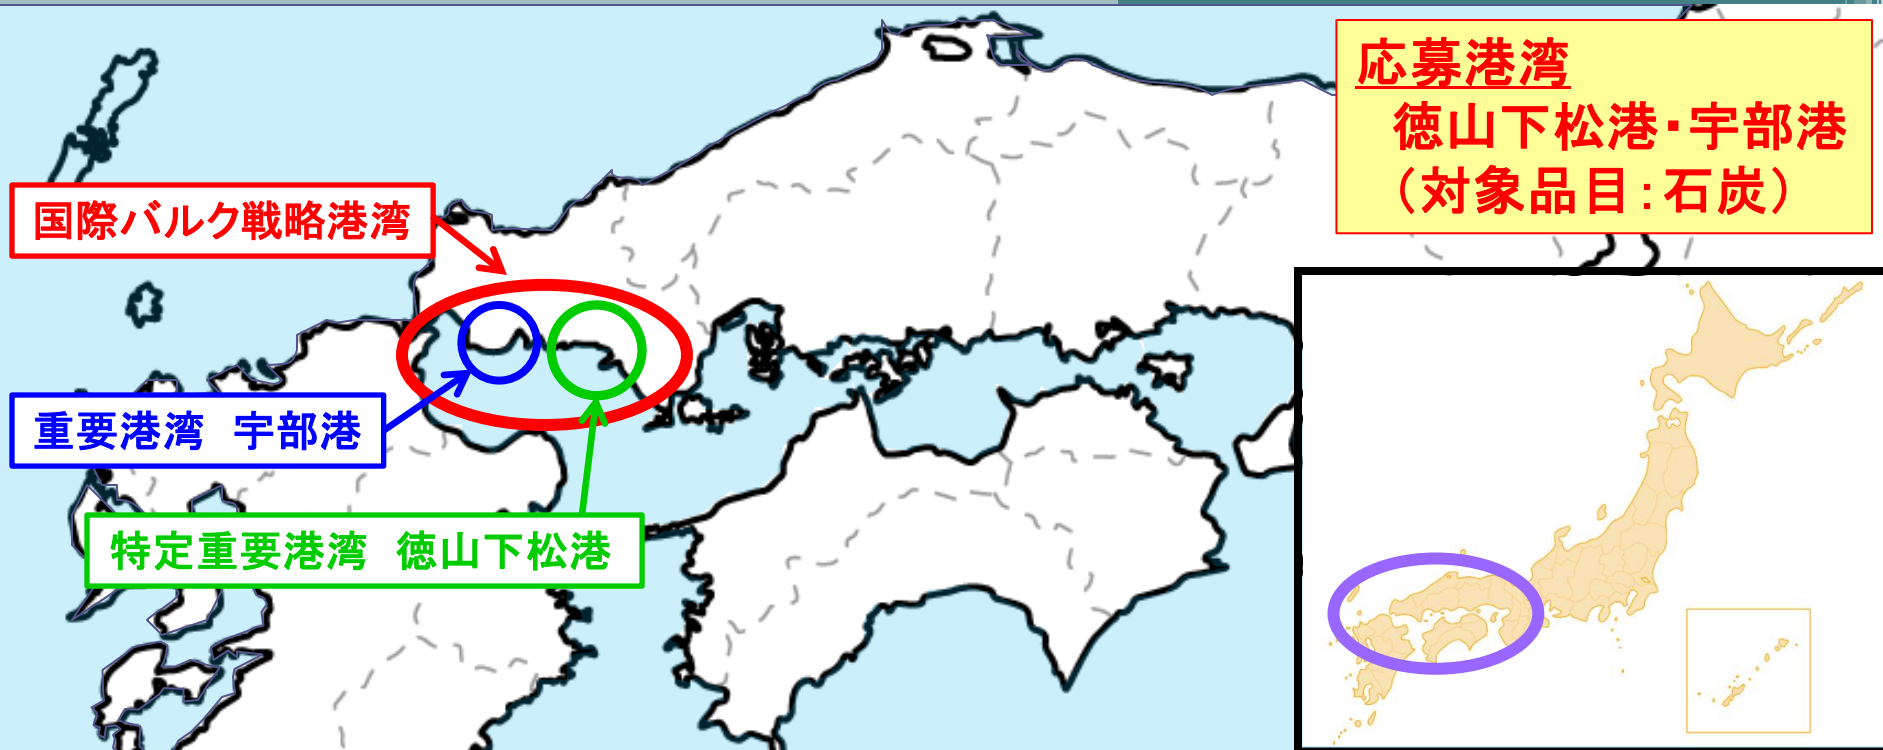 応募港湾
徳山下松港・宇部港
（対象品目：石炭）
国際バルク戦略港湾
重要港湾　宇部港
特定重要港湾　徳山下松港